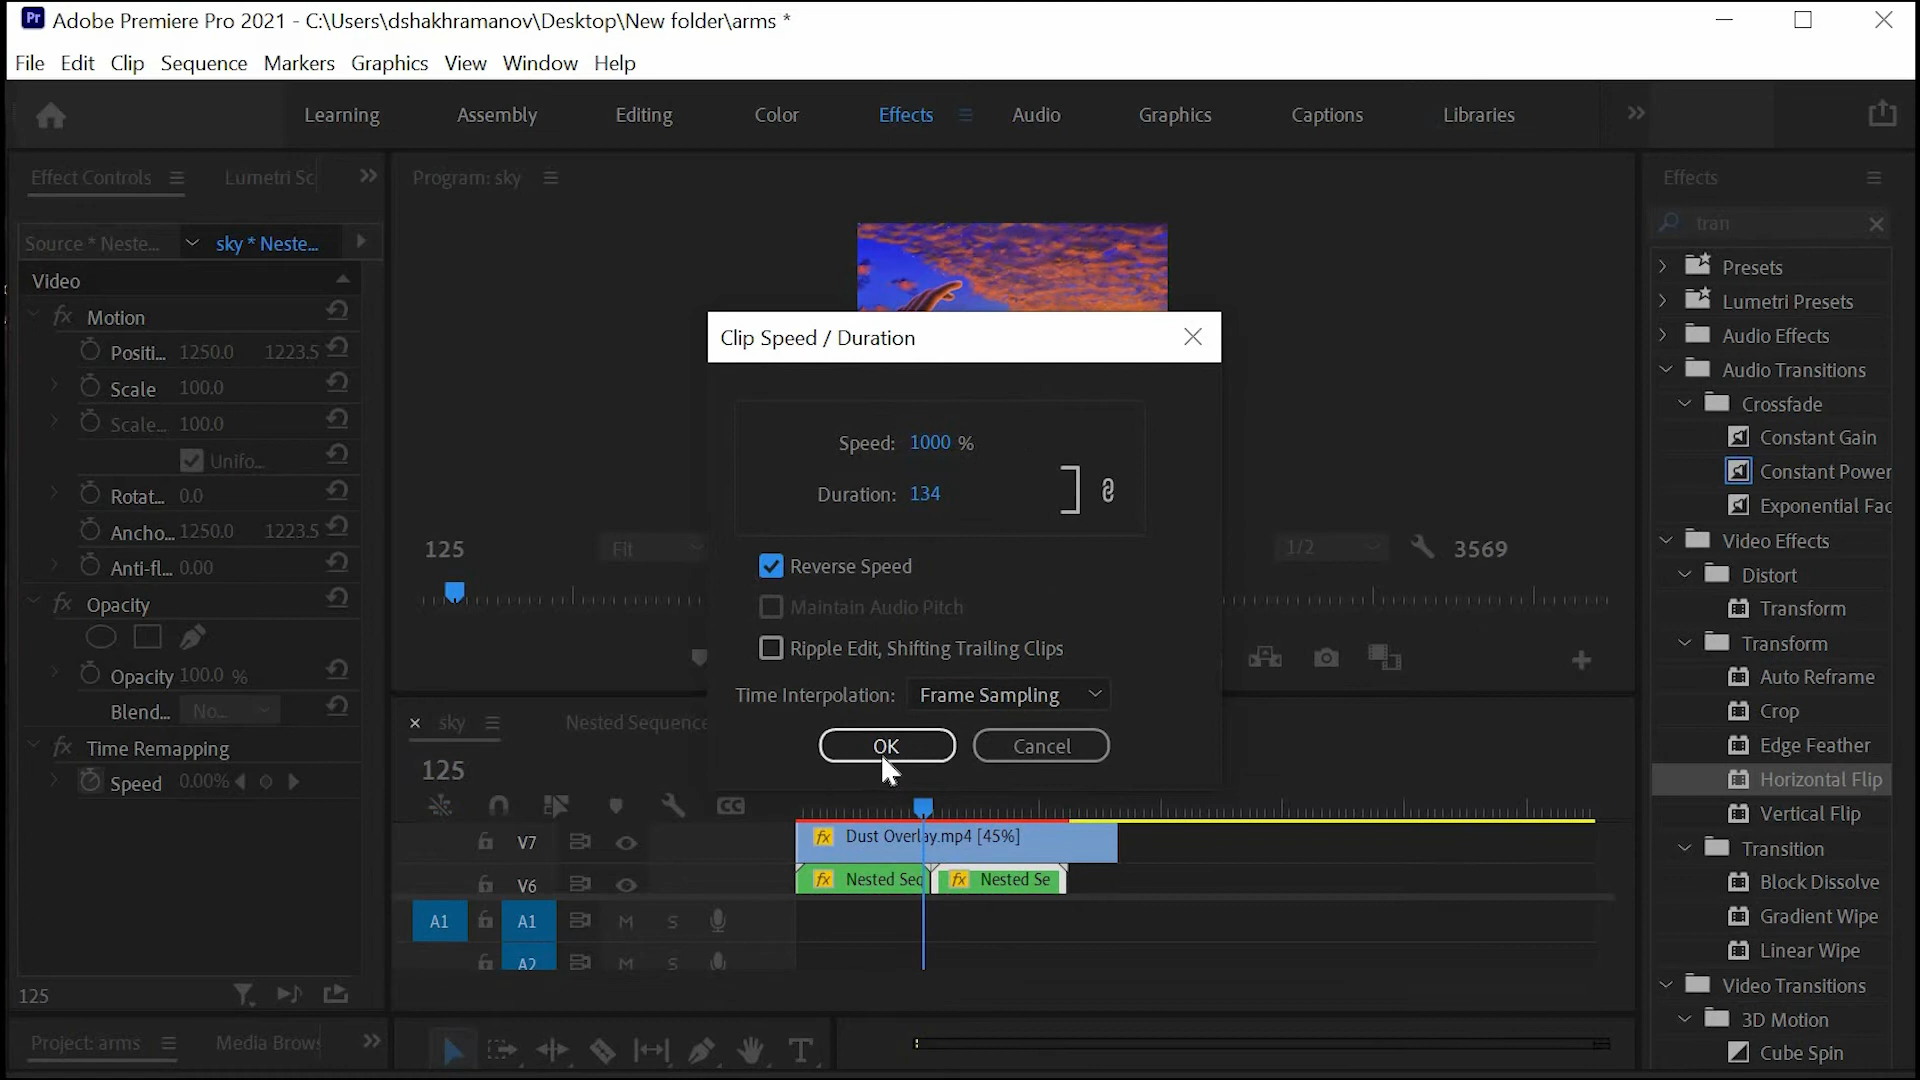 Pr Adobe Premiere Pro 2021 - C:\Users\dshakhramanov\Desktop\New folder\arms *
File Edit Clip Sequence Markers Graphics View Window Help
Learning Assembly Editing Color Effects Audio Graphics Captions Libraries
Effect Controls Lumetri Sc
Program: sky
Effects
Source * Neste... sky * Neste...
tran
Video
Motion
Positi... 1250.0 1223.5
Scale 100.0
Scale... 100.0
Unifo...
Rotat... 0.0
Ancho... 1250.0 1223.5
Anti-fl... 0.00
fx Opacity
Opacity 100.0 %
Blend... No...
fx Time Remapping
Speed 0.00%
125
Project: arms Media Brows
125 Fit 1/2 3569
Clip Speed / Duration
Speed: 1000 %
Duration: 134
Reverse Speed
Maintain Audio Pitch
Ripple Edit, Shifting Trailing Clips
Time Interpolation: Frame Sampling
OK Cancel
× sky Nested Sequence
125
CC
V7 fx Dust Overlay.mp4 [45%]
V6 fx Nested Seq fx Nested Se
A1 A1 M S
A2 M S
T
Presets
Lumetri Presets
Audio Effects
Audio Transitions
Crossfade
Constant Gain
Constant Power
Exponential Fac
Video Effects
Distort
Transform
Transform
Auto Reframe
Crop
Edge Feather
Horizontal Flip
Vertical Flip
Transition
Block Dissolve
Gradient Wipe
Linear Wipe
Video Transitions
3D Motion
Cube Spin